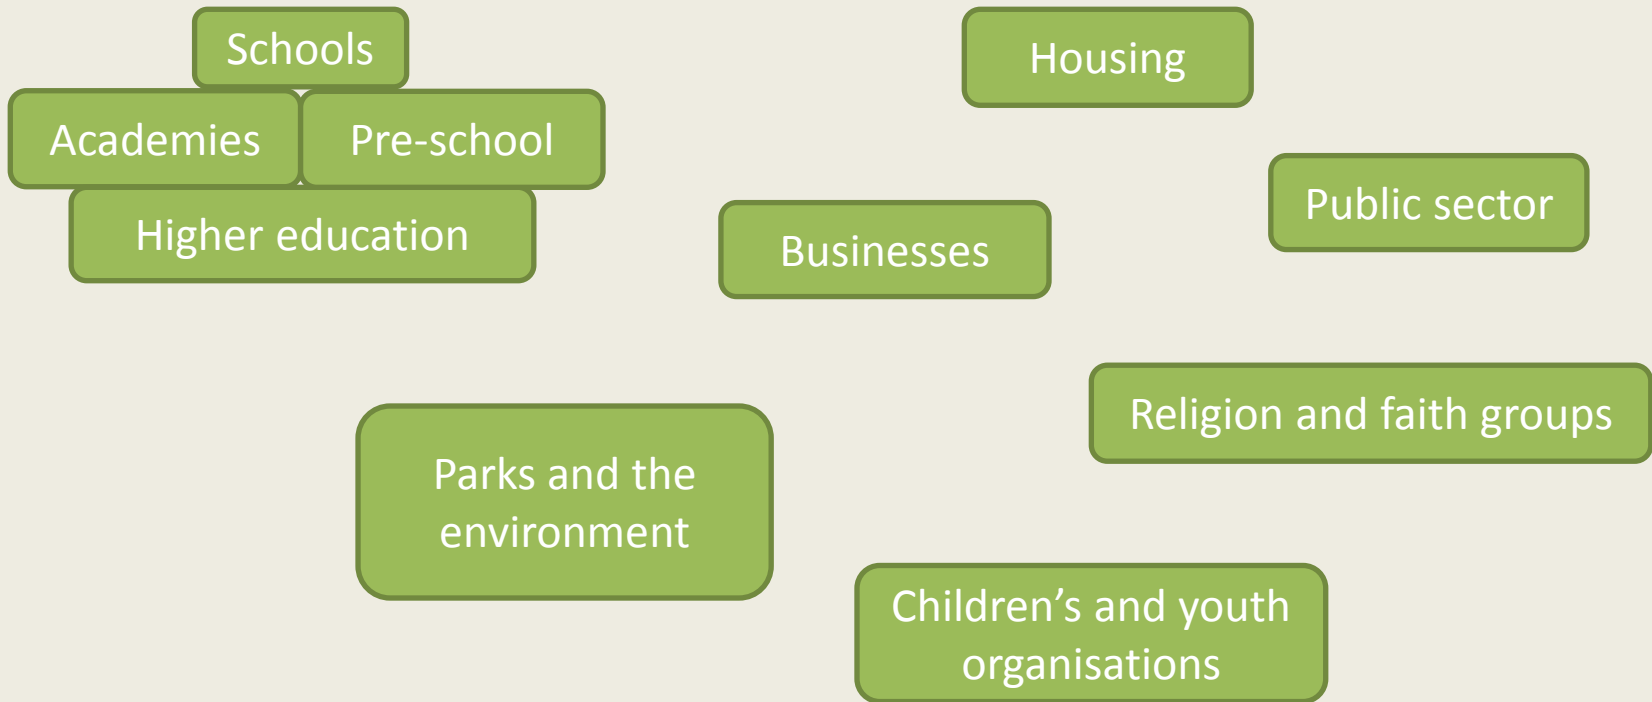 Schools
Housing
Academies
Pre-school
Public sector
Higher education
Businesses
Religion and faith groups
Parks and the
environment
Children’s and youth
organisations